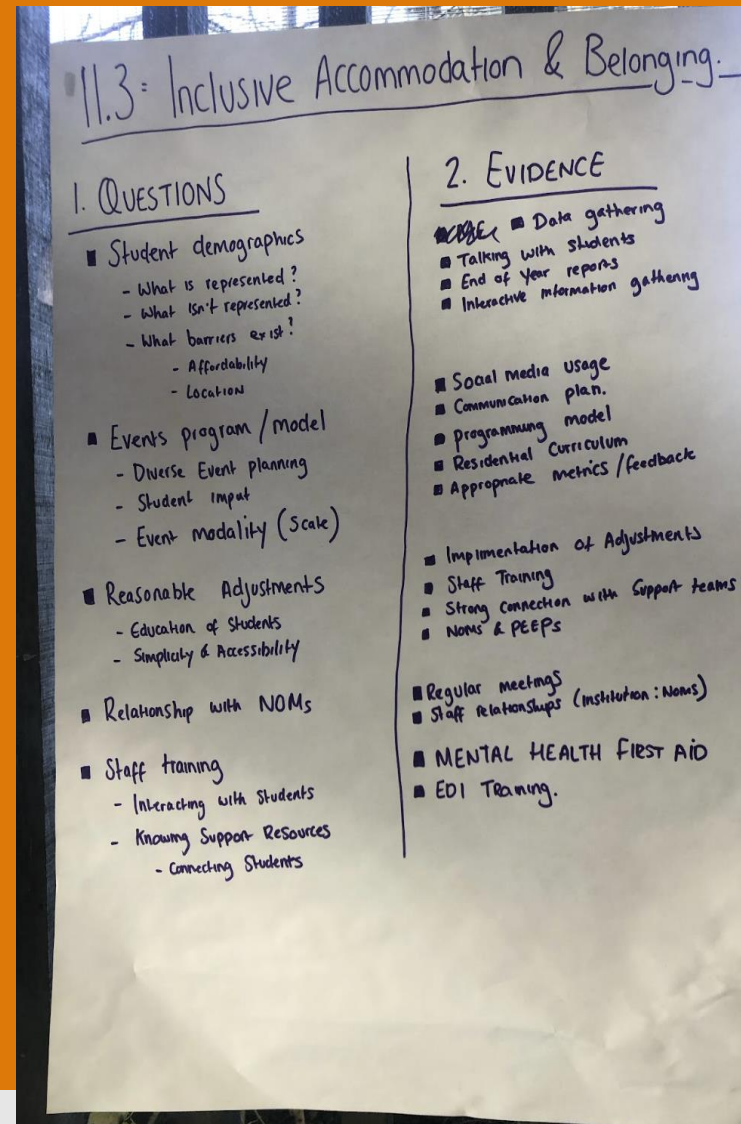 11.3: Inclusive Accommodation & Belonging.
1. QUESTIONS
■ Student demographics
- What is represented?
- What isn't represented?
- What barriers exist?
- Affordability
- Location
■ Events program / model
- Diverse Event planning
- Student Imput
- Event modality (Scale)
■ Reasonable Adjustments
- Education of Students
- Simplicity & Accessibility
■ Relationship with NOMs
■ Staff training
- Interacting with Students
- Knowing Support Resources
- Connecting Students
2. EVIDENCE
■ Data gathering
■ Talking with students
■ End of Year reports
■ Interactive information gathering
■ Social media usage
■ Communication plan.
■ programming model
■ Residential Curriculum
■ Appropriate metrics / feedback
■ Implimentation of Adjustments
■ Staff Training
■ Strong connection with Support teams
■ NOMs & PEEPs
■ Regular meetings
■ Staff relationships (Institution : Noms)
■ MENTAL HEALTH FIRST AID
■ EDI Training.